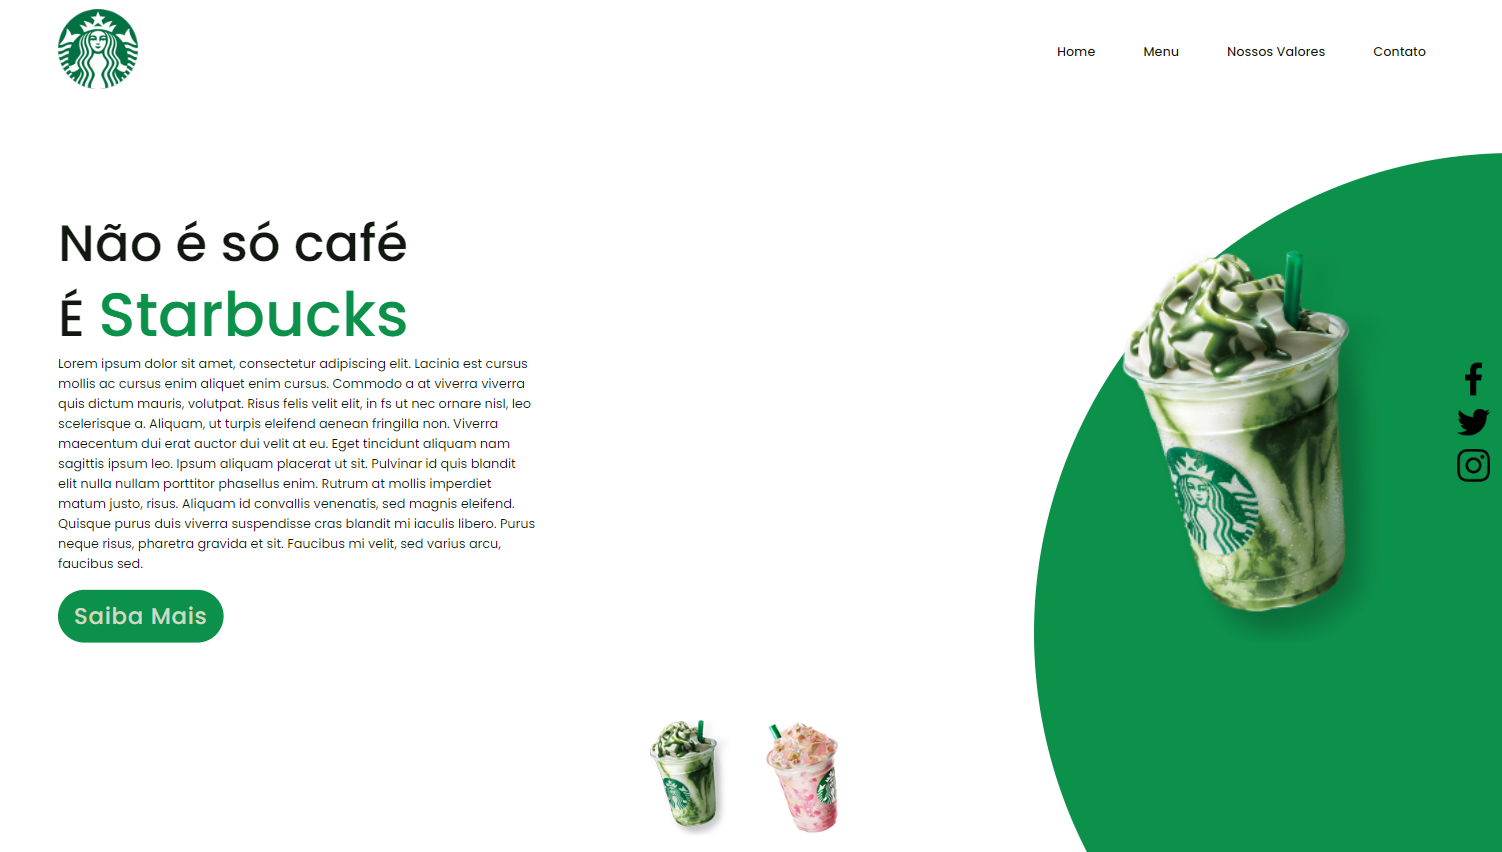 Home Menu Nossos Valores Contato
Não é só café
É Starbucks
Lorem ipsum dolor sit amet, consectetur adipiscing elit. Lacinia est cursus
mollis ac cursus enim aliquet enim cursus. Commodo a at viverra viverra
quis dictum mauris, volutpat. Risus felis velit elit, in fs ut nec ornare nisl, leo
scelerisque a. Aliquam, ut turpis eleifend aenean fringilla non. Viverra
maecentum dui erat auctor dui velit at eu. Eget tincidunt aliquam nam
sagittis ipsum leo. Ipsum aliquam placerat ut sit. Pulvinar id quis blandit
elit nulla nullam porttitor phasellus enim. Rutrum at mollis imperdiet
matum justo, risus. Aliquam id convallis venenatis, sed magnis eleifend.
Quisque purus duis viverra suspendisse cras blandit mi iaculis libero. Purus
neque risus, pharetra gravida et sit. Faucibus mi velit, sed varius arcu,
faucibus sed.
Saiba Mais